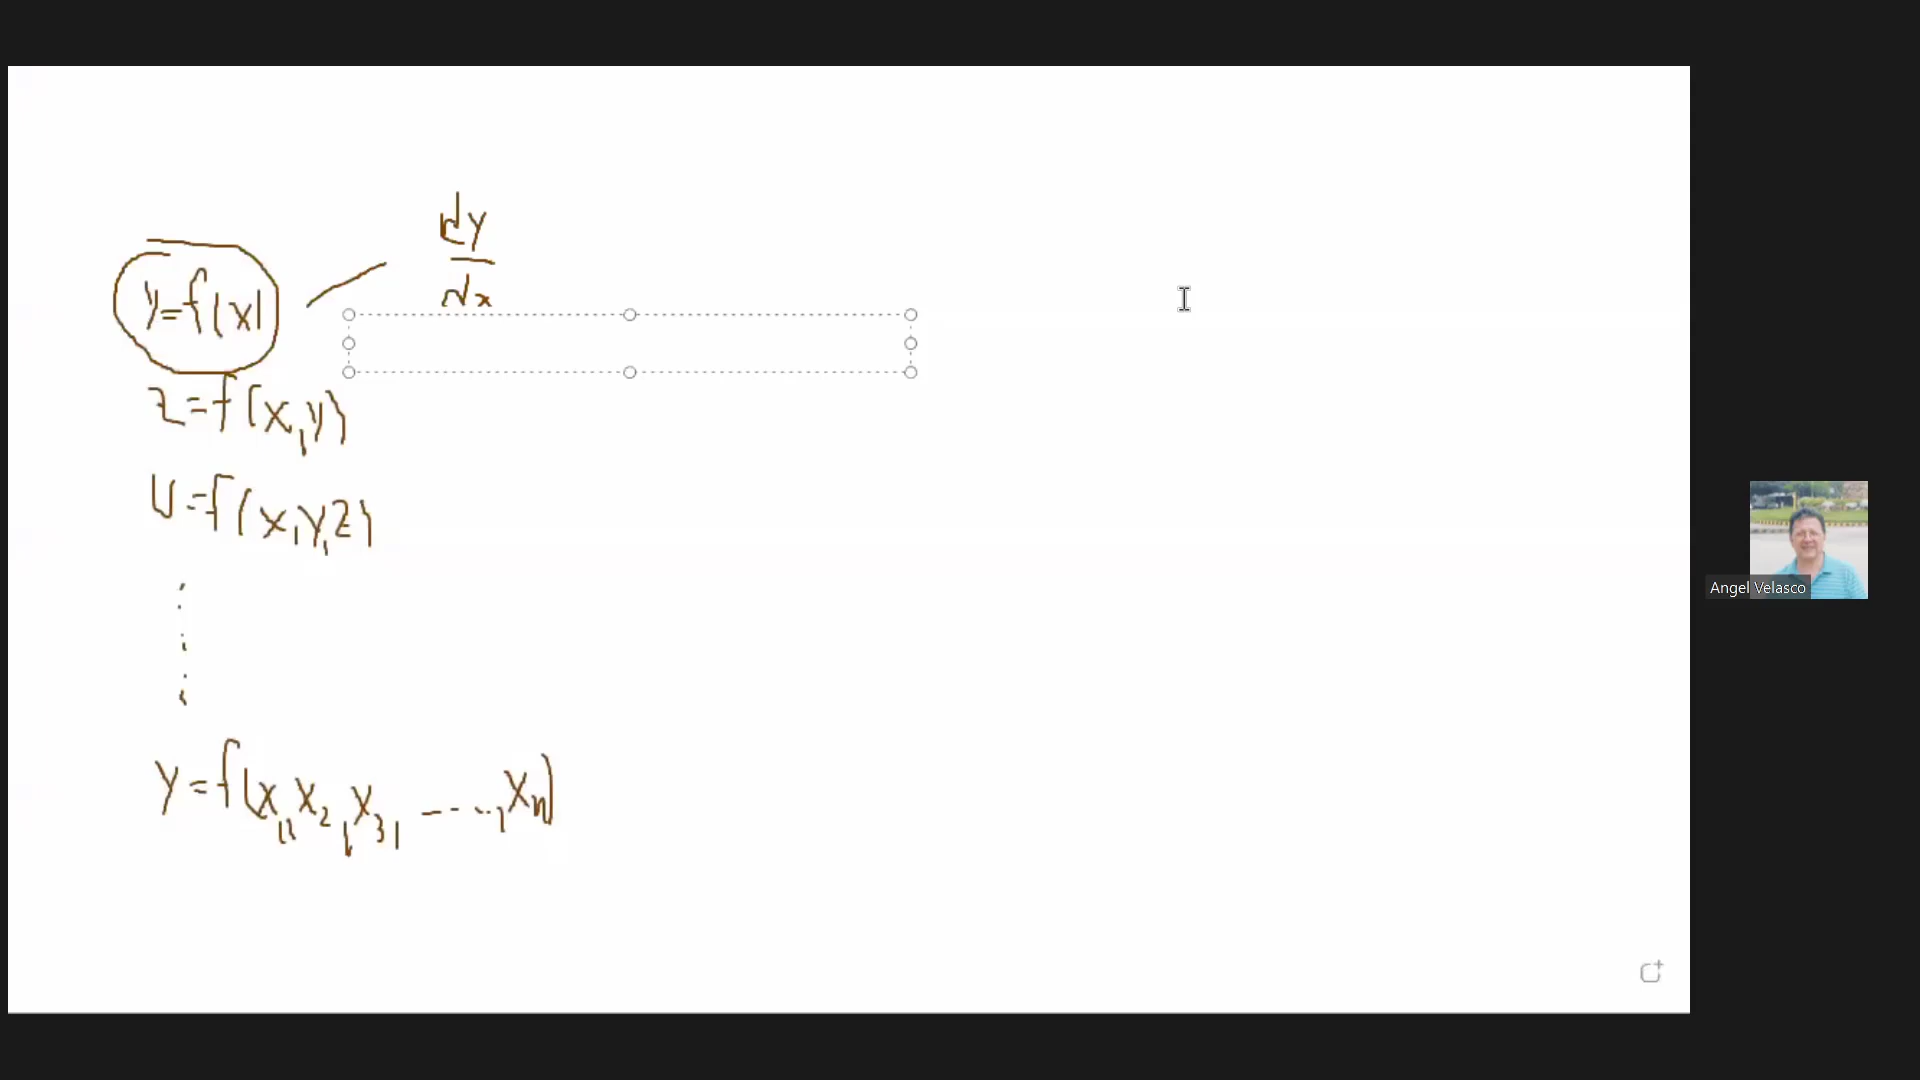 dy
dx
y=f(x)
z=f(x,y)
u=f(x,y,z)
y=f(x₁,x₂,x₃,----,xₙ)
Angel Velasco